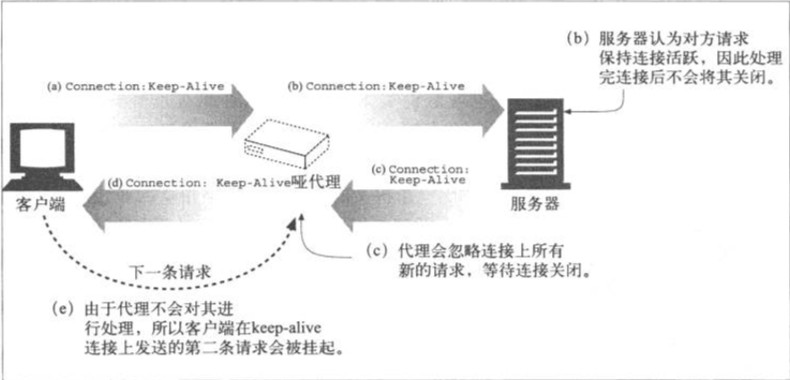 (b) 服务器认为对方请求
保持连接活跃，因此处理
完连接后不会将其关闭。
(a) Connection:Keep-Alive
(b) Connection:Keep-Alive
(c) Connection:
Keep-Alive
(d) Connection: Keep-Alive
哑代理
客户端
服务器
(c) 代理会忽略连接上所有
新的请求，等待连接关闭。
下一条请求
(e) 由于代理不会对其进
行处理，所以客户端在keep-alive
连接上发送的第二条请求会被挂起。